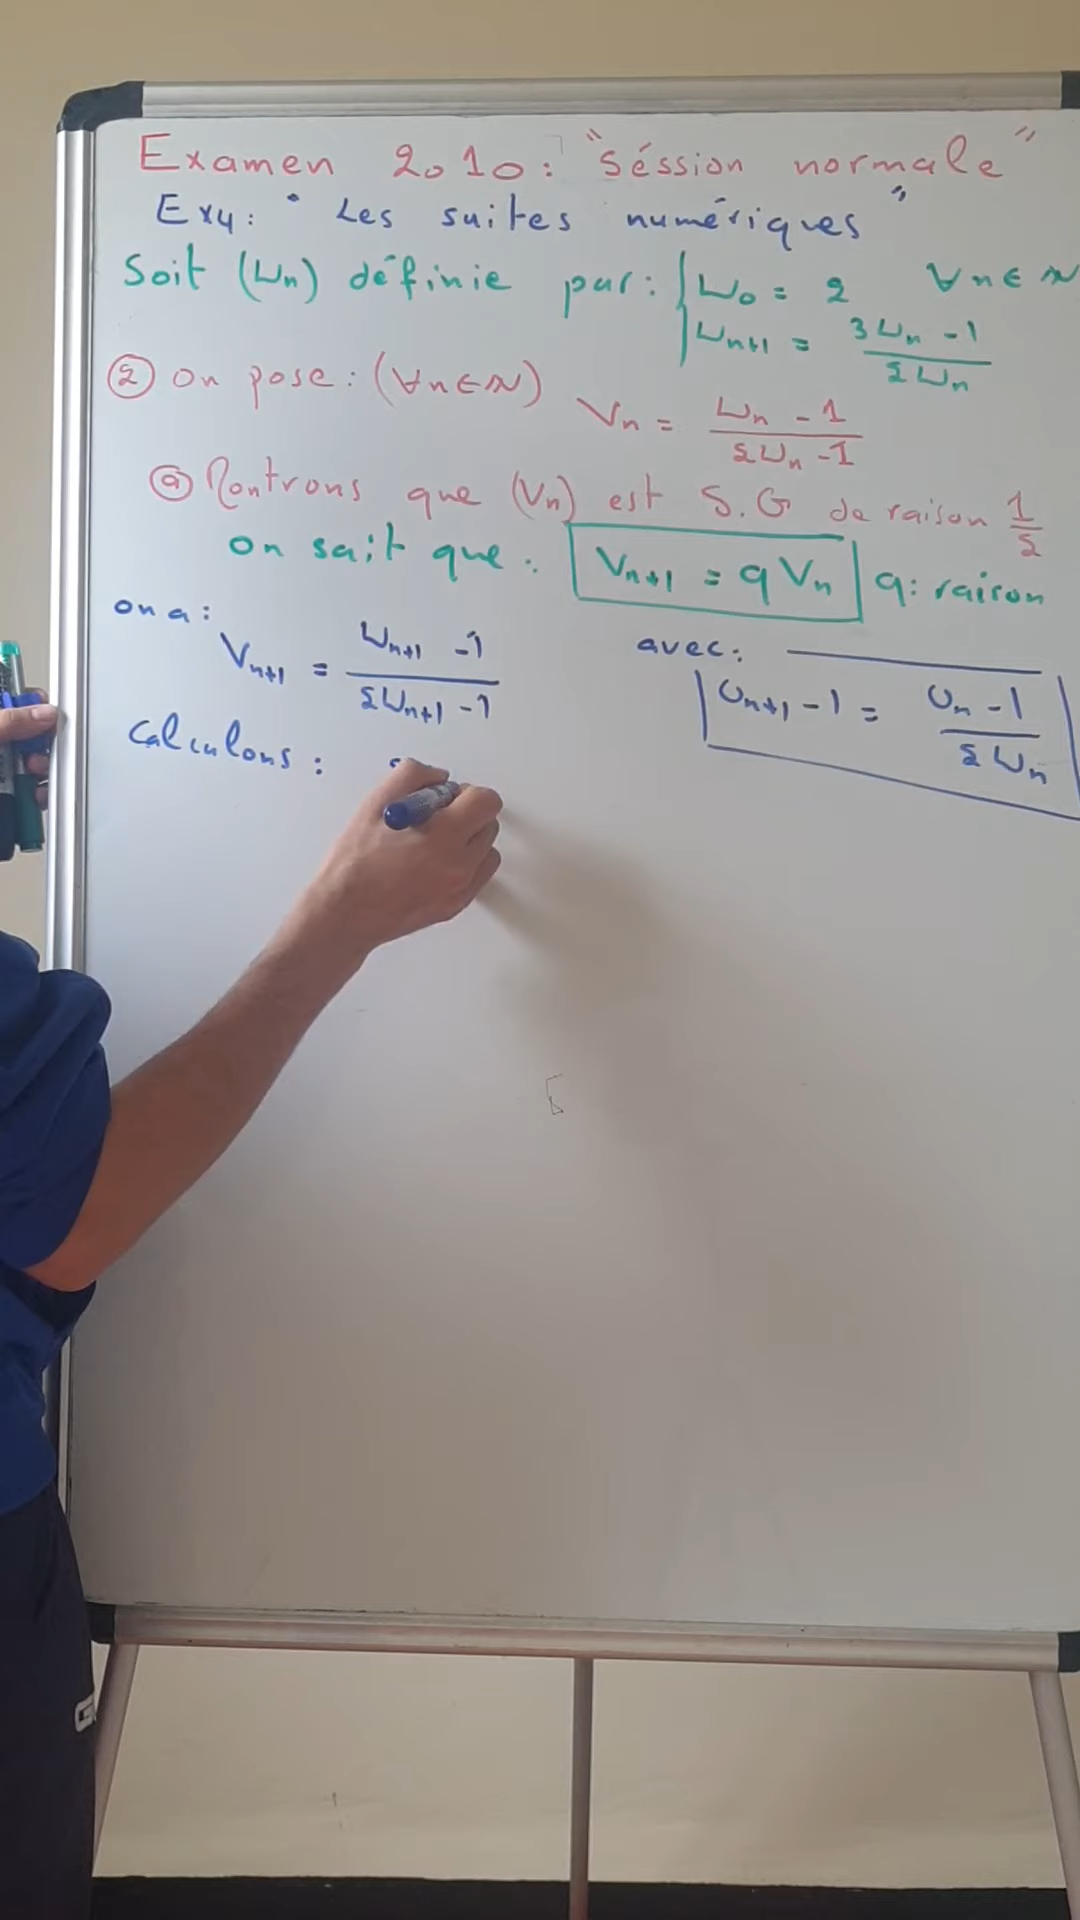 Examen 2010: "Séssion normale"
Ex4: "Les suites numériques"
Soit (Un) définie par: { U0 = 2 ∀n∈ℕ
Un+1 = (3Un - 1)/(2Un)
② On pose: (∀n∈ℕ) Vn = (Un - 1)/(2Un - 1)
ⓐ Montrons que (Vn) est S.G de raison 1/2
On sait que: Vn+1 = qVn q: raison
on a: Vn+1 = (Un+1 - 1)/(2Un+1 - 1)
avec: Un+1 - 1 = (Un - 1)/(2Un)
Calculons: